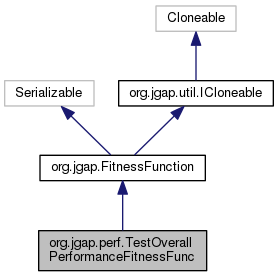 Cloneable
Serializable
org.jgap.util.ICloneable
org.jgap.FitnessFunction
org.jgap.perf.TestOverall
PerformanceFitnessFunc